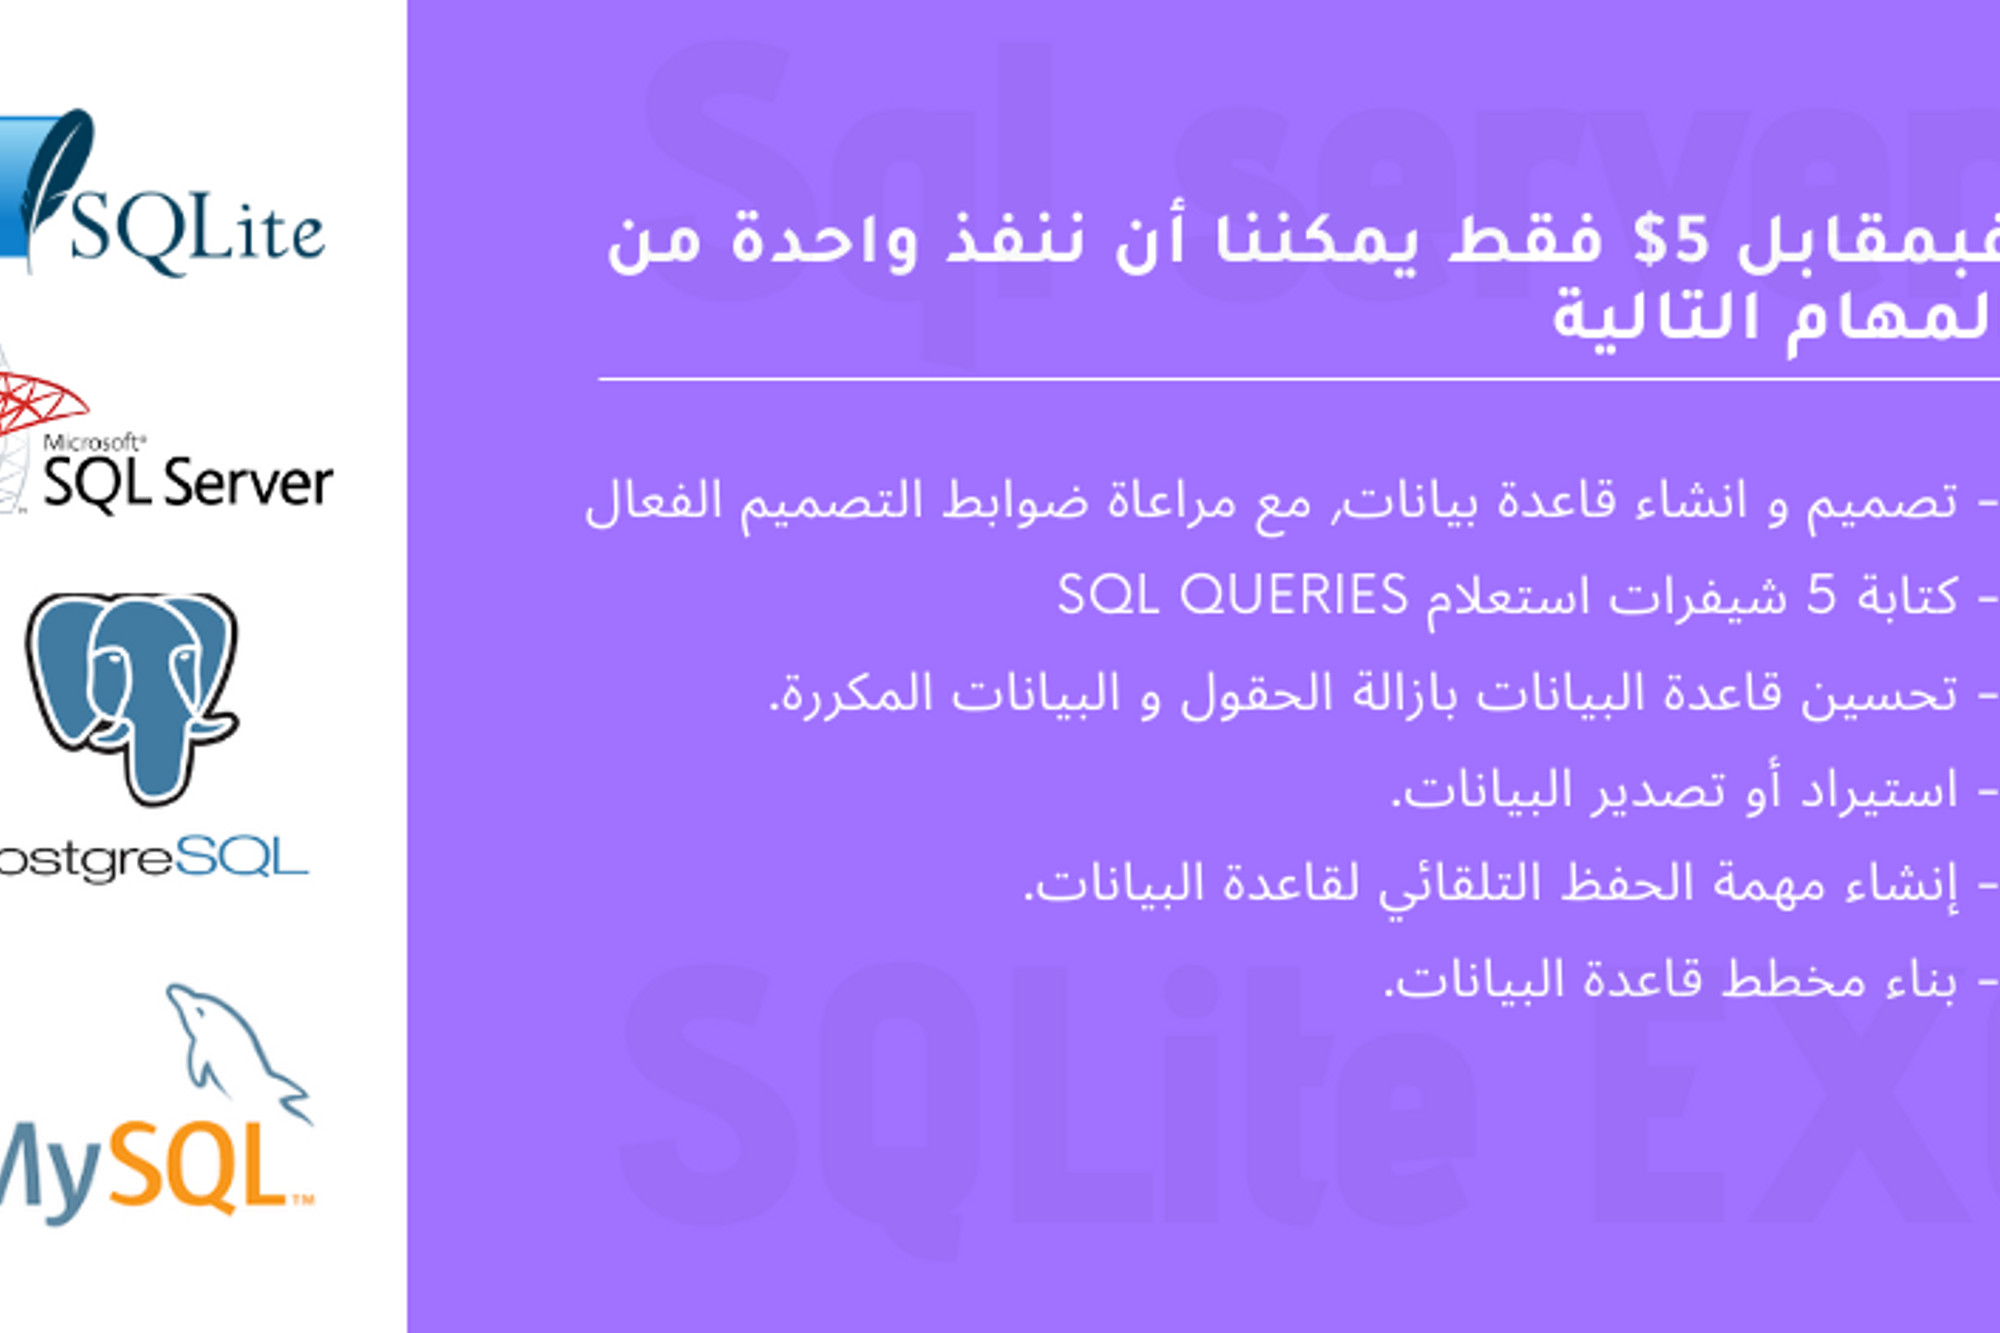 SQLite
Microsoft®
SQL Server
ostgreSQL
MySQL™
Sql server
فبمقابل 5$ فقط يمكننا أن ننفذ واحدة من
لمهام التالية
- تصميم و انشاء قاعدة بيانات, مع مراعاة ضوابط التصميم الفعال
- كتابة 5 شيفرات استعلام SQL QUERIES
- تحسين قاعدة البيانات بازالة الحقول و البيانات المكررة.
- استيراد أو تصدير البيانات.
- إنشاء مهمة الحفظ التلقائي لقاعدة البيانات.
- بناء مخطط قاعدة البيانات.
SQLite EX